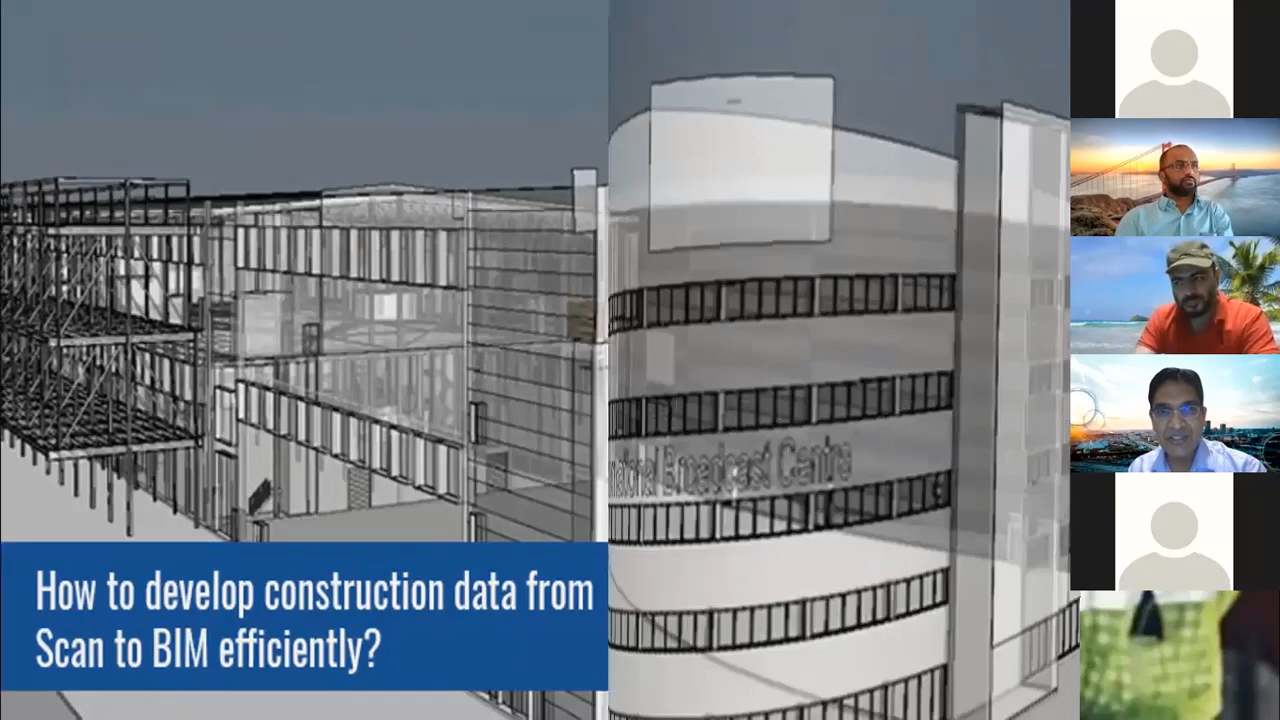 Broadcast Centre
How to develop construction data from
Scan to BIM efficiently?